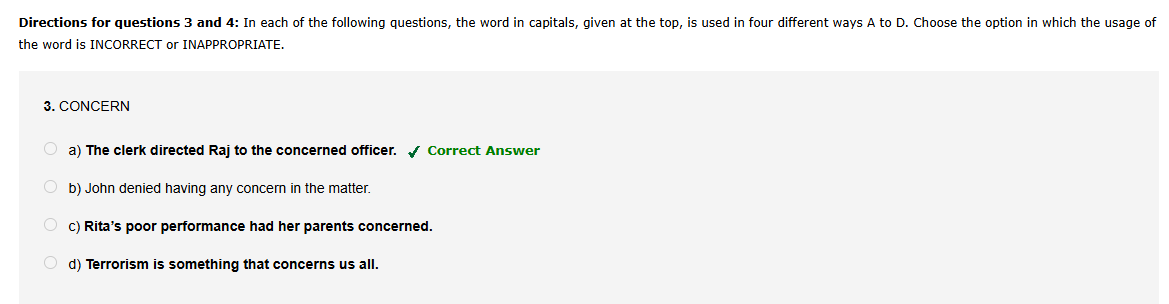 Directions for questions 3 and 4: In each of the following questions, the word in capitals, given at the top, is used in four different ways A to D. Choose the option in which the usage of
the word is INCORRECT or INAPPROPRIATE.
3. CONCERN
a) The clerk directed Raj to the concerned officer. ✓ Correct Answer
b) John denied having any concern in the matter.
c) Rita's poor performance had her parents concerned.
d) Terrorism is something that concerns us all.